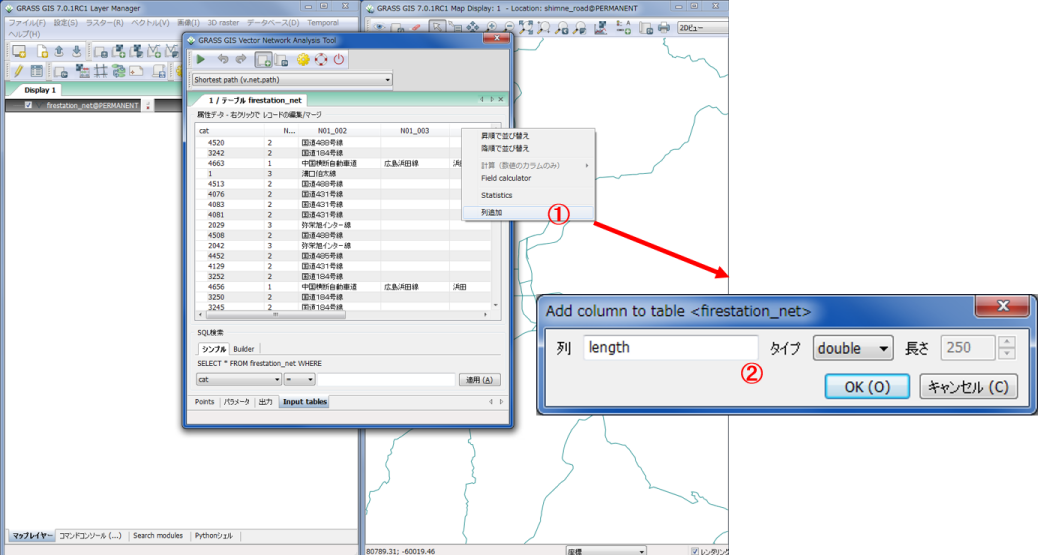 GRASS GIS 7.0.1RC1 Layer Manager
ファイル(F) 設定(S) ラスター(R) ベクトル(V) 画像(I) 3D raster データベース(D) Temporal
ヘルプ(H)
Display 1
firestation_net@PERMANENT
マップレイヤー コマンドコンソール (...) Search modules Pythonシェル
GRASS GIS 7.0.1RC1 Map Display: 1 - Location: shimne_road@PERMANENT
2Dビュー
80789.31; -60019.46
座標
レンダリング
GRASS GIS Vector Network Analysis Tool
Shortest path (v.net.path)
1 / テーブル firestation_net
属性データ - 右クリックで レコードの編集/マージ
cat N... N01_002 N01_003
4520 2 国道488号線
3242 2 国道184号線
4663 1 中国横断自動車道 広島浜田線 浜田
1 3 溝口伯太線
4513 2 国道488号線
4076 2 国道431号線
4083 2 国道431号線
4081 2 国道431号線
2029 3 弥栄旭インター線
4508 2 国道488号線
2042 3 弥栄旭インター線
4452 2 国道485号線
4129 2 国道431号線
3252 2 国道184号線
4656 1 中国横断自動車道 広島浜田線 浜田
3250 2 国道184号線
3245 2 国道184号線
SQL検索
シンプル Builder
SELECT * FROM firestation_net WHERE
cat = 適用 (A)
Points パラメータ 出力 Input tables
昇順で並び替え
降順で並び替え
計算（数値のカラムのみ）
Field calculator
Statistics
列追加
①
Add column to table <firestation_net>
列 length タイプ double 長さ 250
②
OK (O) キャンセル (C)